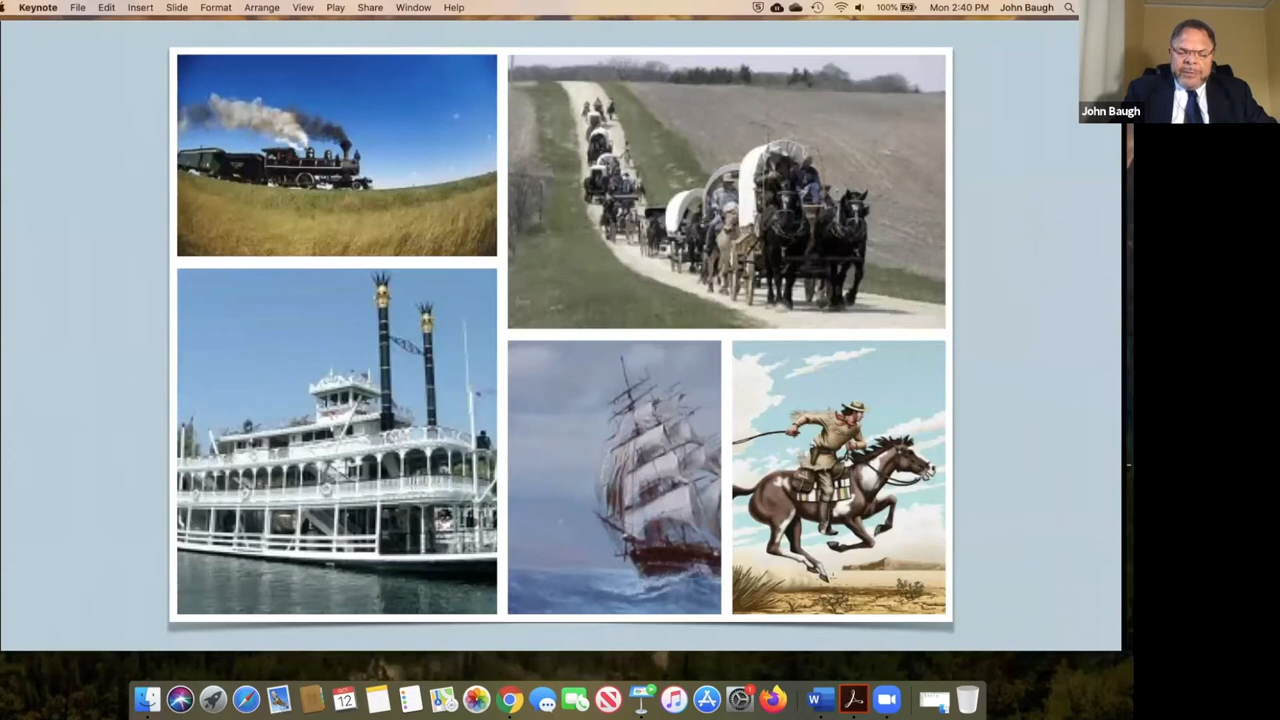 Keynote File Edit Insert Slide Format Arrange View Play Share Window Help 100% Mon 2:40 PM John Baugh
John Baugh
OCT
12